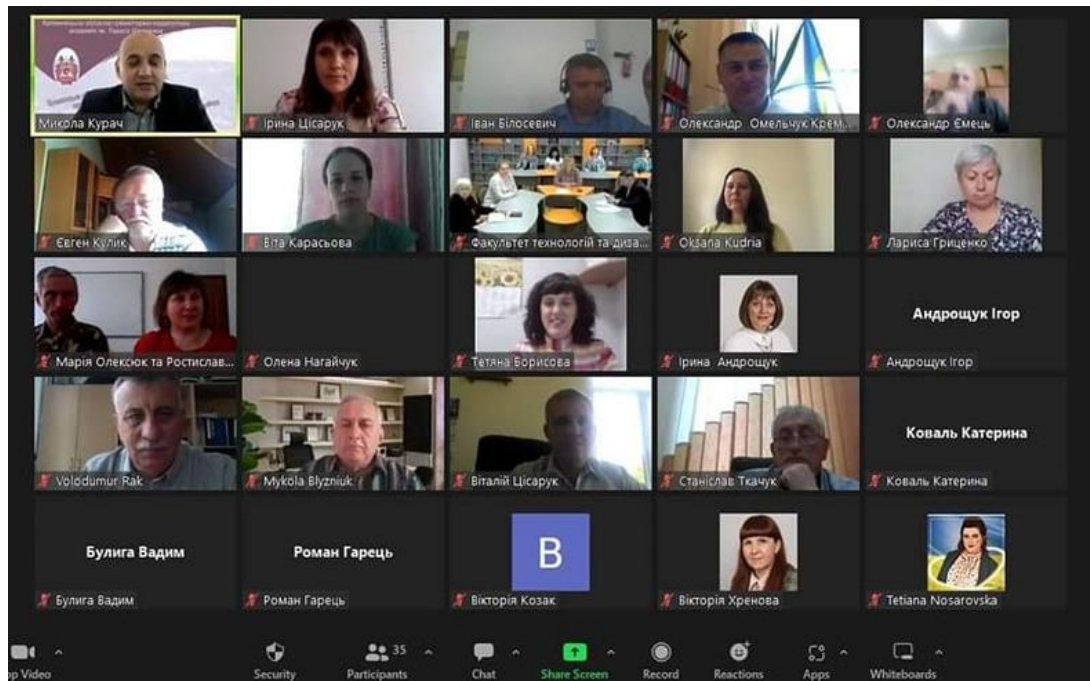 Микола Курач
Ірина Цісарук
Іван Білосевич
Олександр Омельчук Крем...
Олександр Ємець
Євген Кулик
Віта Карасьова
Факультет технологій та диза...
Oksana Kudria
Лариса Гриценко
Марія Олексюк та Ростислав...
Олена Нагайчук
Тетяна Борисова
Ірина Андрощук
Андрощук Ігор
Андрощук Ігор
Volodumur Rak
Mykola Blyzniuk
Віталій Цісарук
Станіслав Ткачук
Коваль Катерина
Коваль Катерина
Булига Вадим
Булига Вадим
Роман Гарець
Роман Гарець
B
Вікторія Козак
Вікторія Хренова
Tetiana Nosarovska
op Video
Security
35
Participants
Chat
Share Screen
Record
Reactions
Apps
Whiteboards